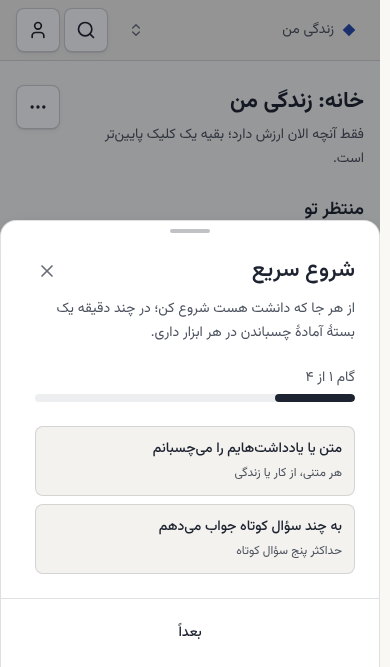 زندگی من
خانه: زندگی من
فقط آنچه الان ارزش دارد؛ بقیه یک کلیک پایین‌تر
است.
منتظر تو
شروع سریع
از هر جا که دانشت هست شروع کن؛ در چند دقیقه یک
بستهٔ آمادهٔ چسباندن در هر ابزار داری.
گام ۱ از ۴
متن یا یادداشت‌هایم را می‌چسبانم
هر متنی، از کار یا زندگی
به چند سؤال کوتاه جواب می‌دهم
حداکثر پنج سؤال کوتاه
بعداً